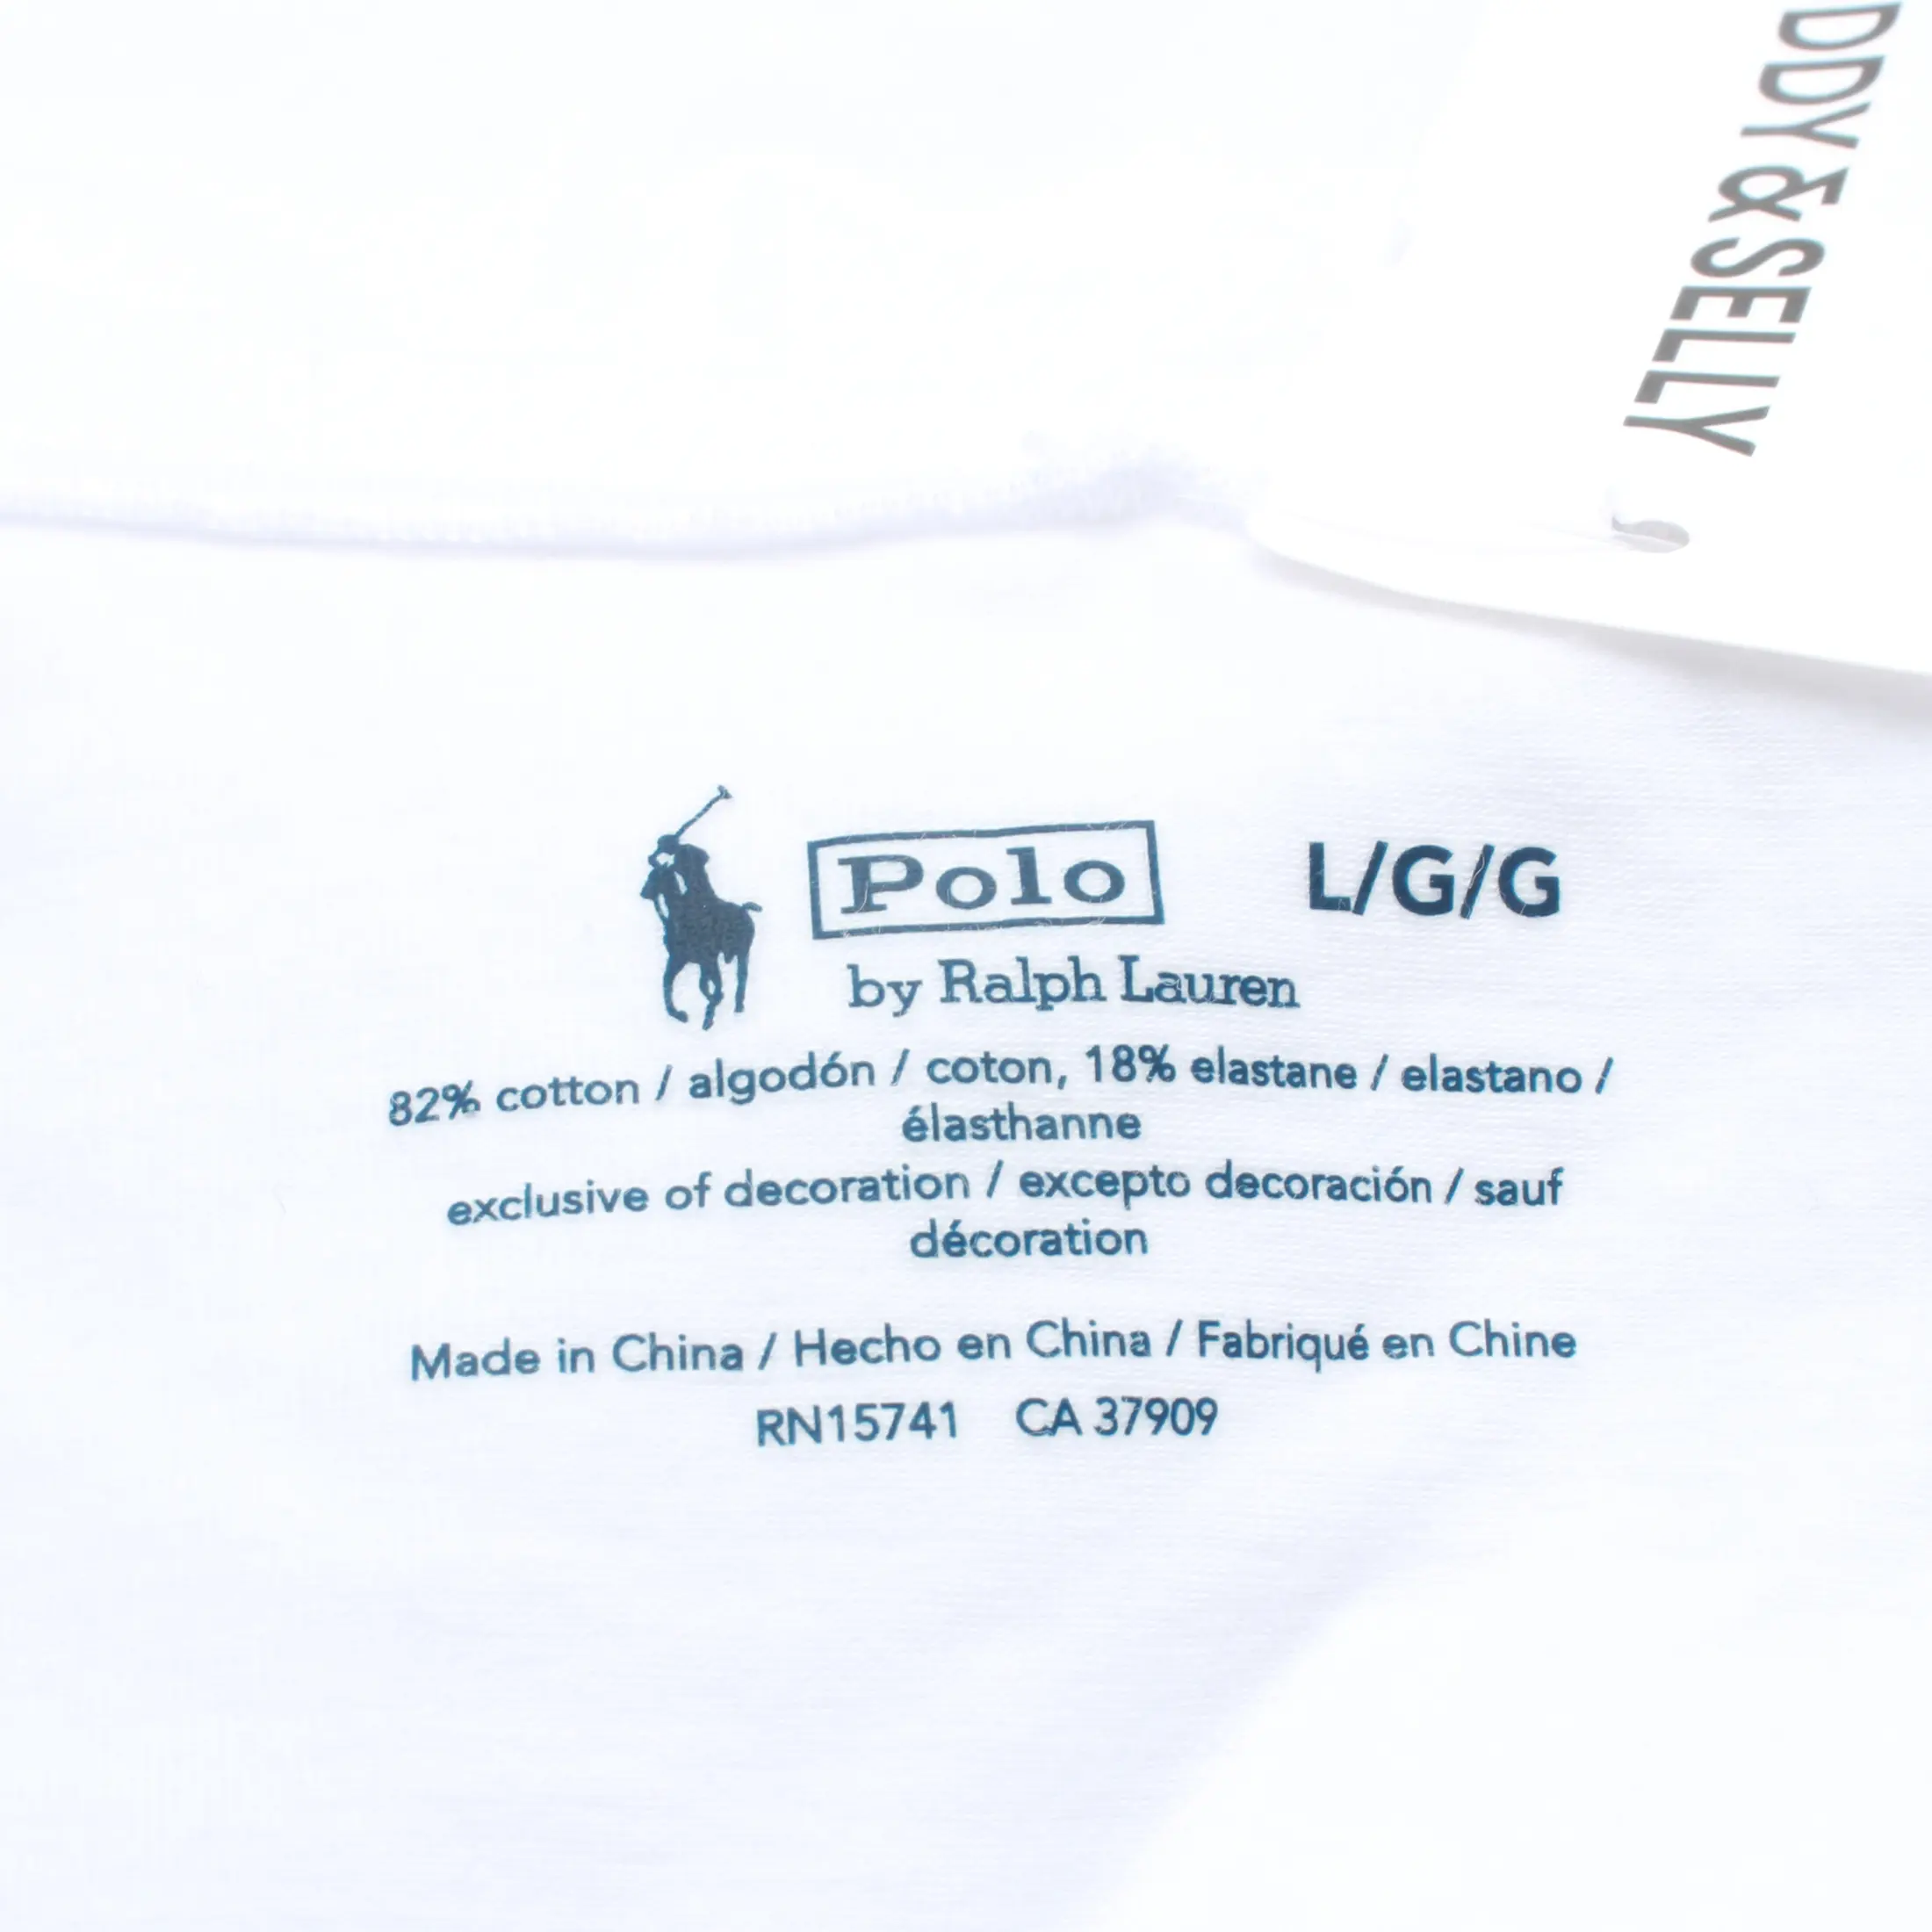 DDY & SELLY
Polo
L/G/G
by Ralph Lauren
82% cotton / algodón / coton, 18% elastane / elastano /
élasthanne
exclusive of decoration / excepto decoración / sauf
décoration
Made in China / Hecho en China / Fabriqué en Chine
RN15741 CA 37909